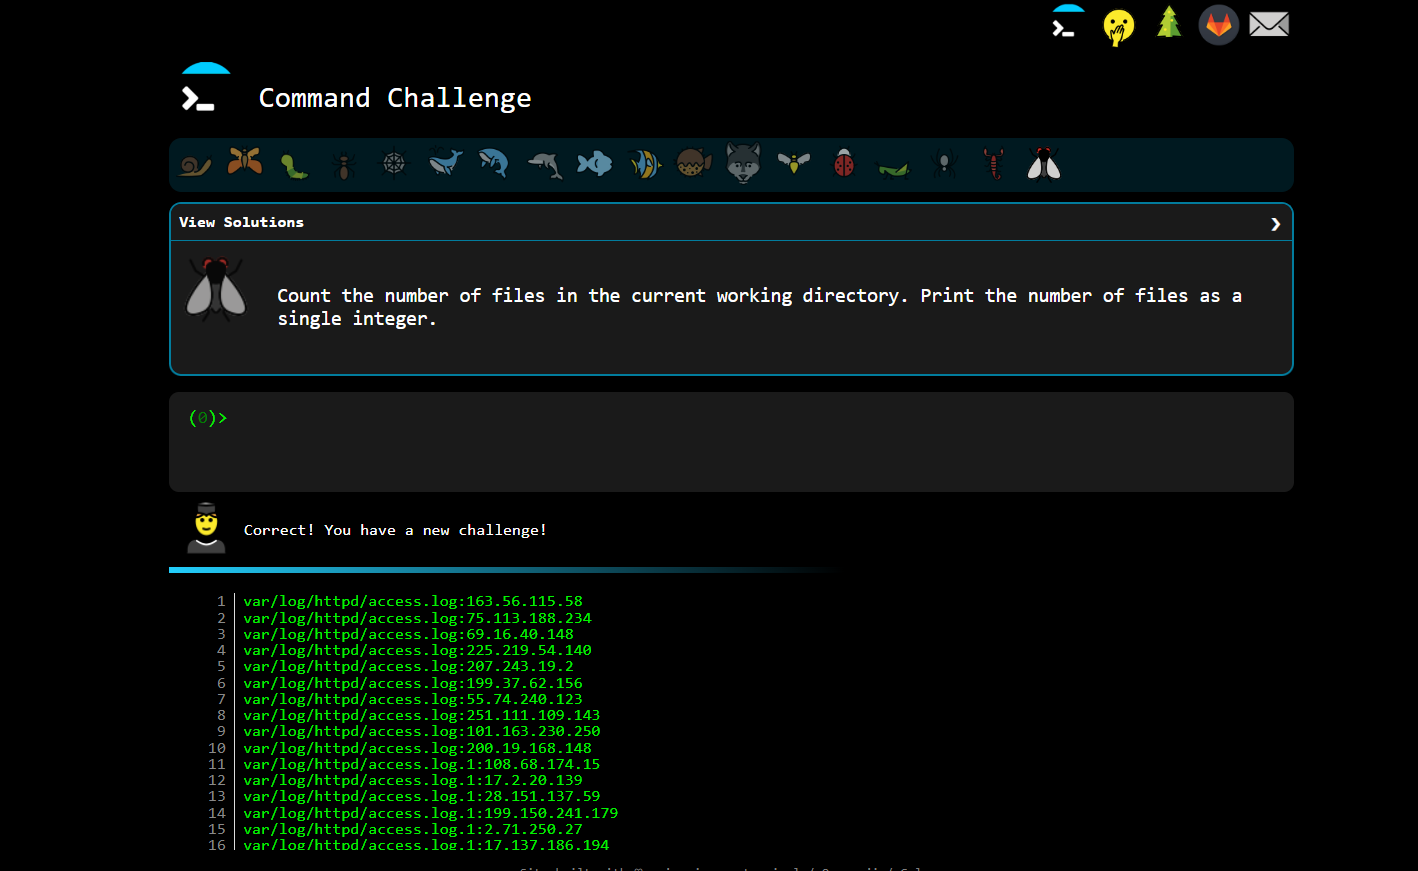 Command Challenge
View Solutions
Count the number of files in the current working directory. Print the number of files as a
single integer.
(0)>
Correct! You have a new challenge!
1 var/log/httpd/access.log:163.56.115.58
2 var/log/httpd/access.log:75.113.188.234
3 var/log/httpd/access.log:69.16.40.148
4 var/log/httpd/access.log:225.219.54.140
5 var/log/httpd/access.log:207.243.19.2
6 var/log/httpd/access.log:199.37.62.156
7 var/log/httpd/access.log:55.74.240.123
8 var/log/httpd/access.log:251.111.109.143
9 var/log/httpd/access.log:101.163.230.250
10 var/log/httpd/access.log:200.19.168.148
11 var/log/httpd/access.log.1:108.68.174.15
12 var/log/httpd/access.log.1:17.2.20.139
13 var/log/httpd/access.log.1:28.151.137.59
14 var/log/httpd/access.log.1:199.150.241.179
15 var/log/httpd/access.log.1:2.71.250.27
16 var/log/httpd/access.log.1:17.137.186.194